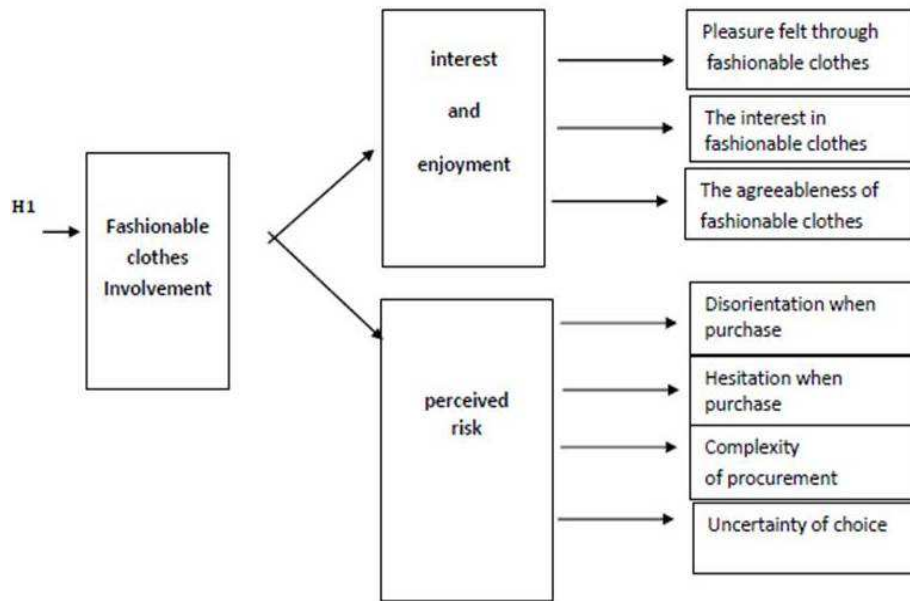 H1
Fashionable
clothes
Involvement
interest
and
enjoyment
Pleasure felt through
fashionable clothes
The interest in
fashionable clothes
The agreeableness of
fashionable clothes
perceived
risk
Disorientation when
purchase
Hesitation when
purchase
Complexity
of procurement
Uncertainty of choice